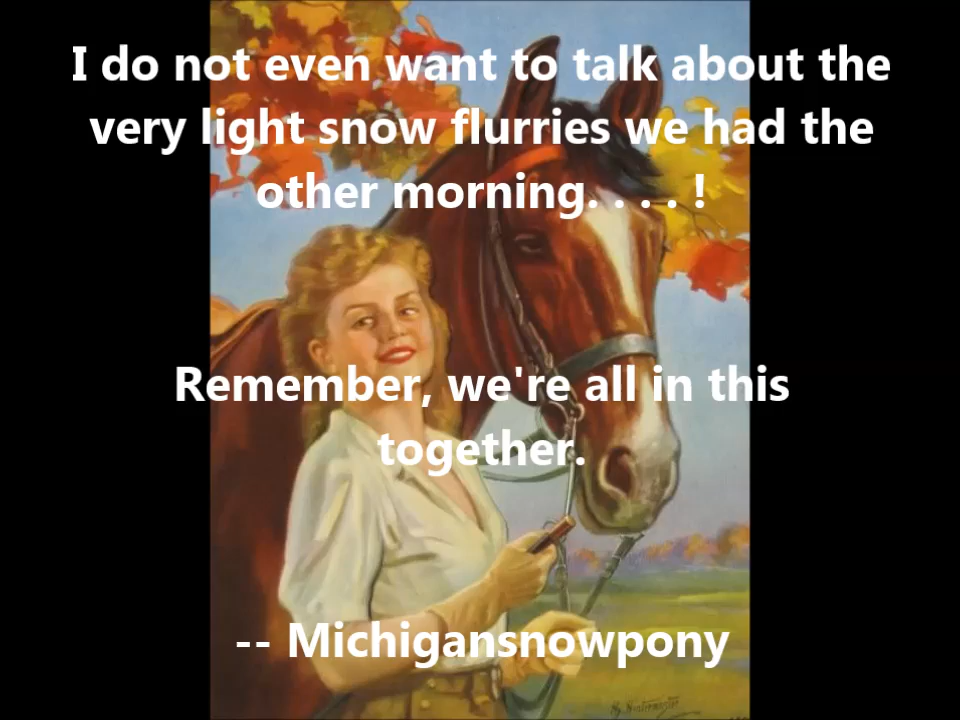 I do not even want to talk about the
very light snow flurries we had the
other morning. . . . !
Remember, we're all in this
together.
-- Michigansnowpony